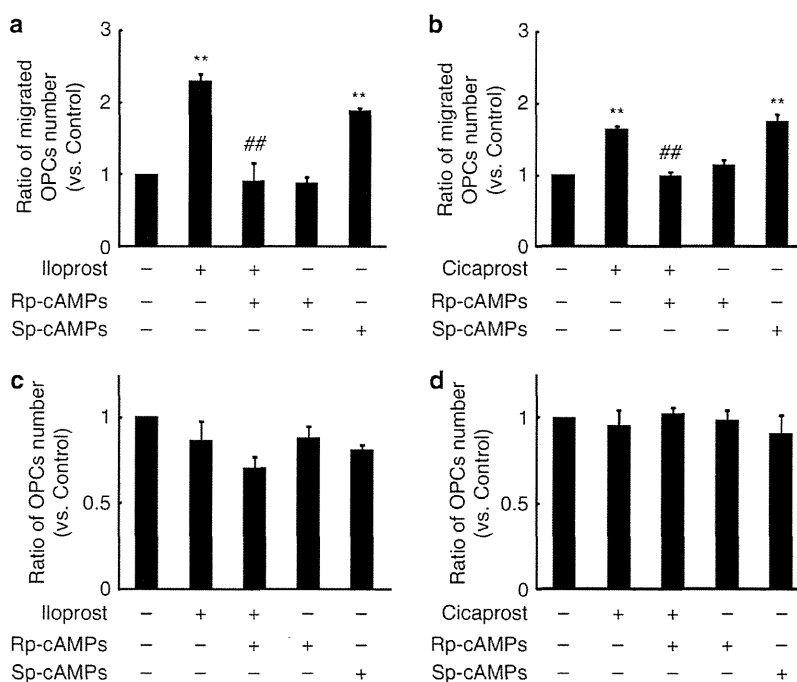 a
Ratio of migrated
OPCs number
(vs. Control)
3
2
1
0
**
##
**
Iloprost – + + – –
Rp-cAMPs – – + + –
Sp-cAMPs – – – – +
b
Ratio of migrated
OPCs number
(vs. Control)
3
2
1
0
**
##
**
Cicaprost – + + – –
Rp-cAMPs – – + + –
Sp-cAMPs – – – – +
c
Ratio of OPCs number
(vs. Control)
1
0.5
0
Iloprost – + + – –
Rp-cAMPs – – + + –
Sp-cAMPs – – – – +
d
Ratio of OPCs number
(vs. Control)
1
0.5
0
Cicaprost – + + – –
Rp-cAMPs – – + + –
Sp-cAMPs – – – – +